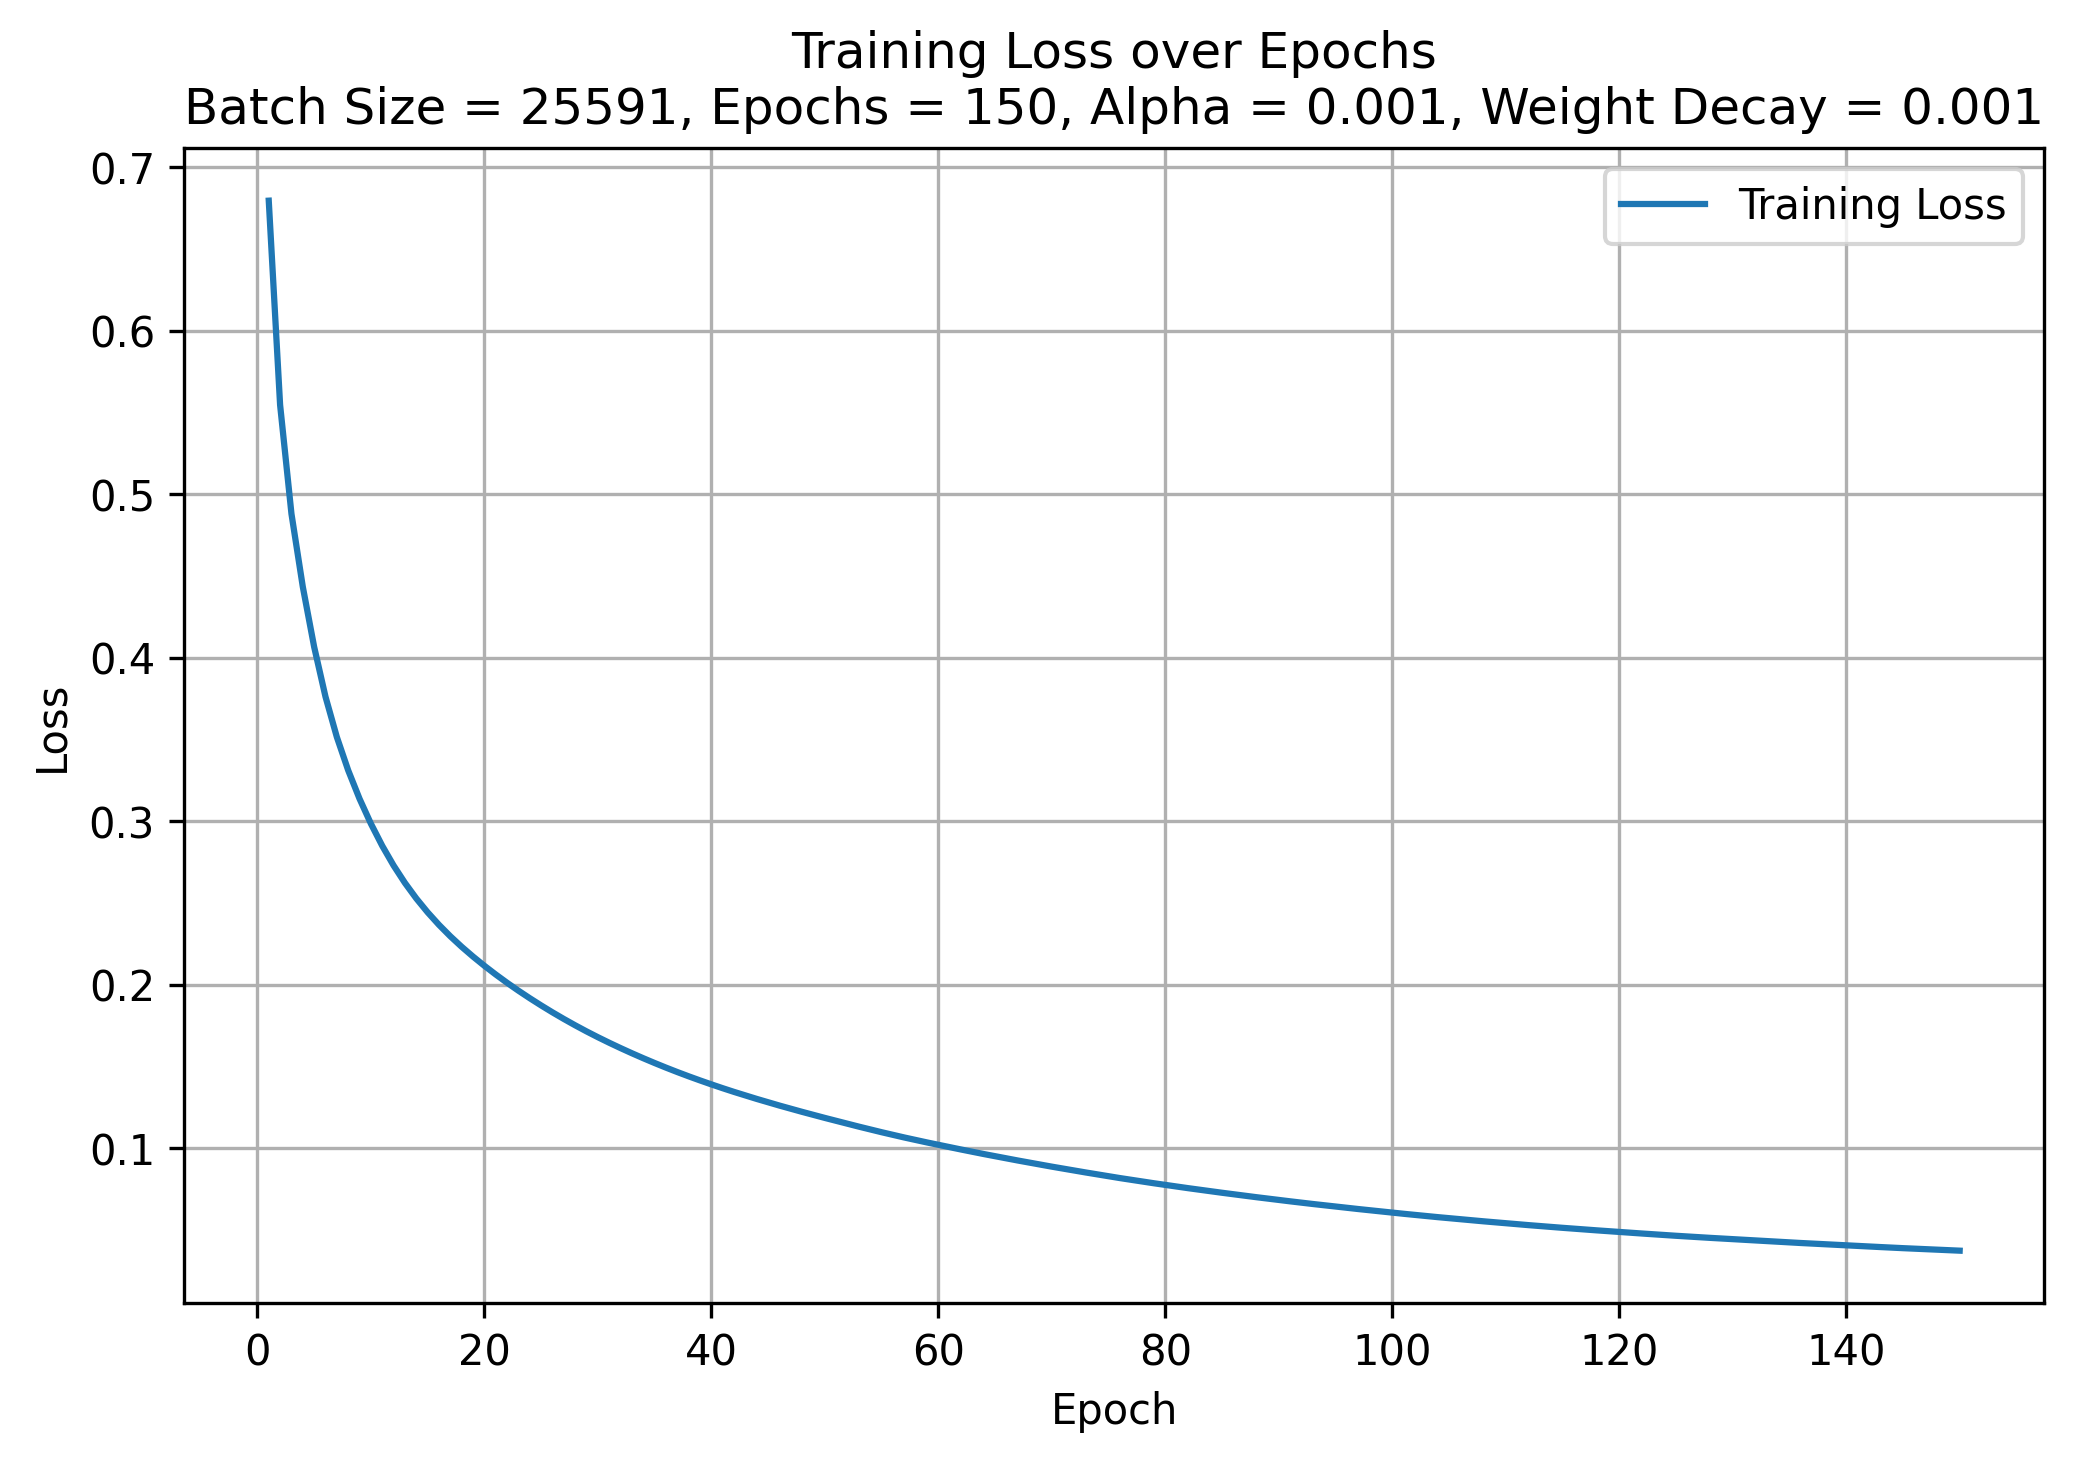 Training Loss over Epochs
Batch Size = 25591, Epochs = 150, Alpha = 0.001, Weight Decay = 0.001
Training Loss
0.7
0.6
0.5
0.4
0.3
0.2
0.1
Loss
0 20 40 60 80 100 120 140
Epoch